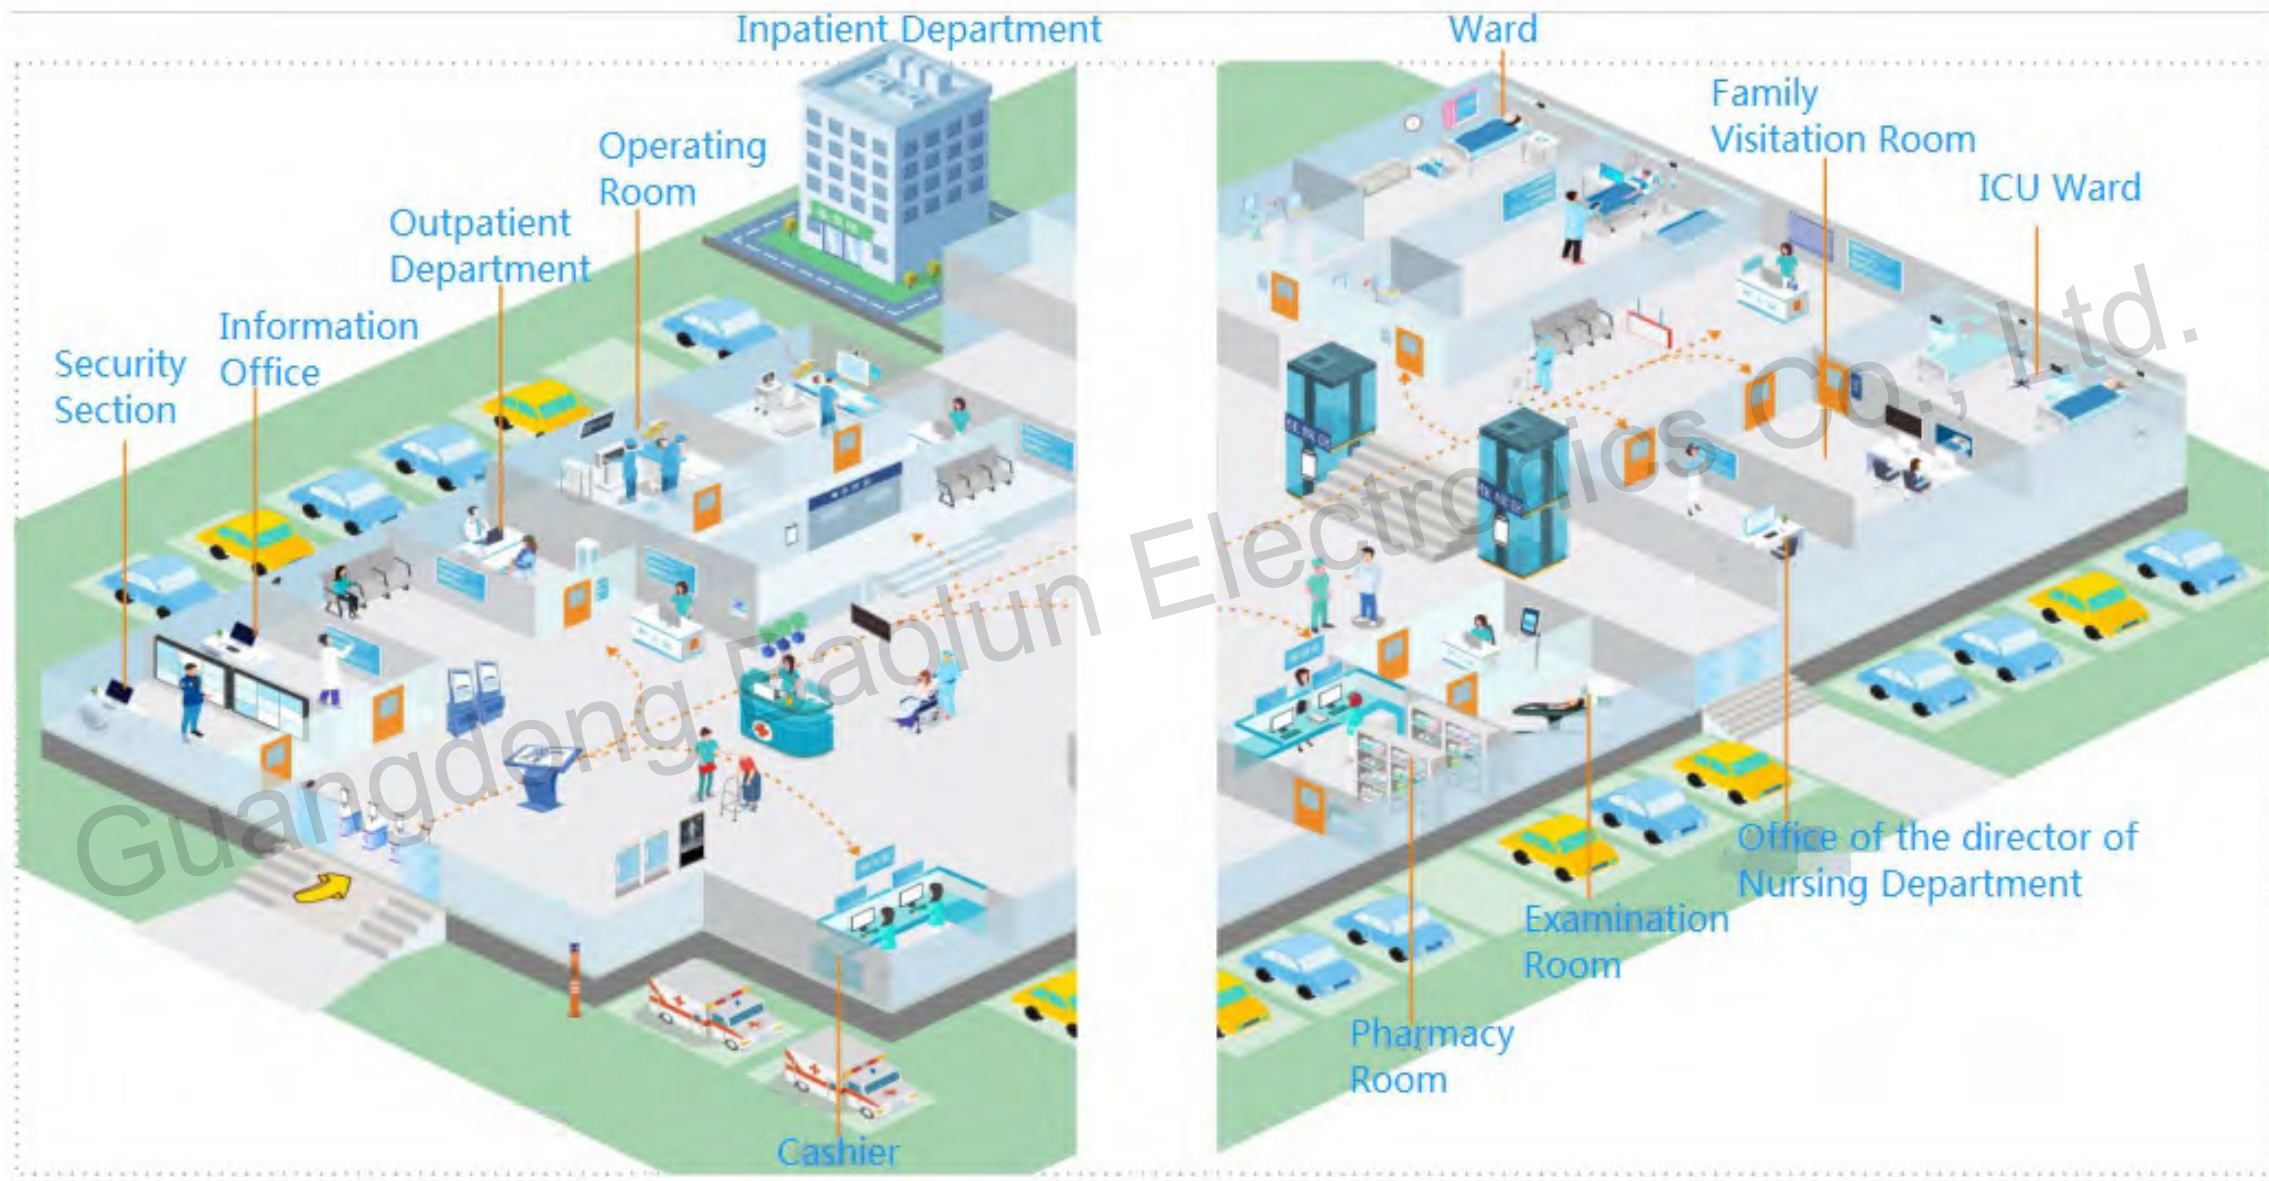 Inpatient Department
Ward
Family
Visitation Room
Operating
Room
ICU Ward
Outpatient
Department
Information
Office
Security
Section
Guangdong Baolun Electronics Co., Ltd.
Office of the director of
Nursing Department
Examination
Room
Pharmacy
Room
Cashier